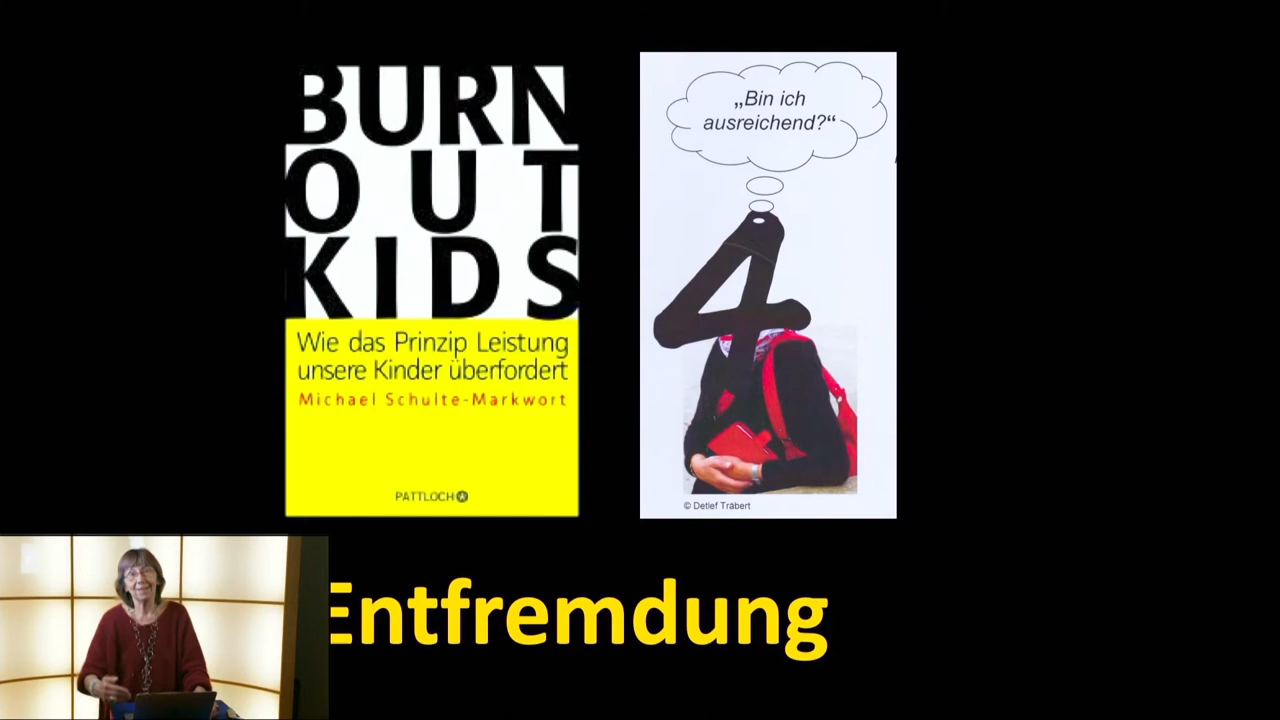 BURN
OUT
KIDS
Wie das Prinzip Leistung
unsere Kinder überfordert
Michael Schulte-Markwort
PATTLOCH
„Bin ich
ausreichend?“
4
© Detlef Träbert
Entfremdung